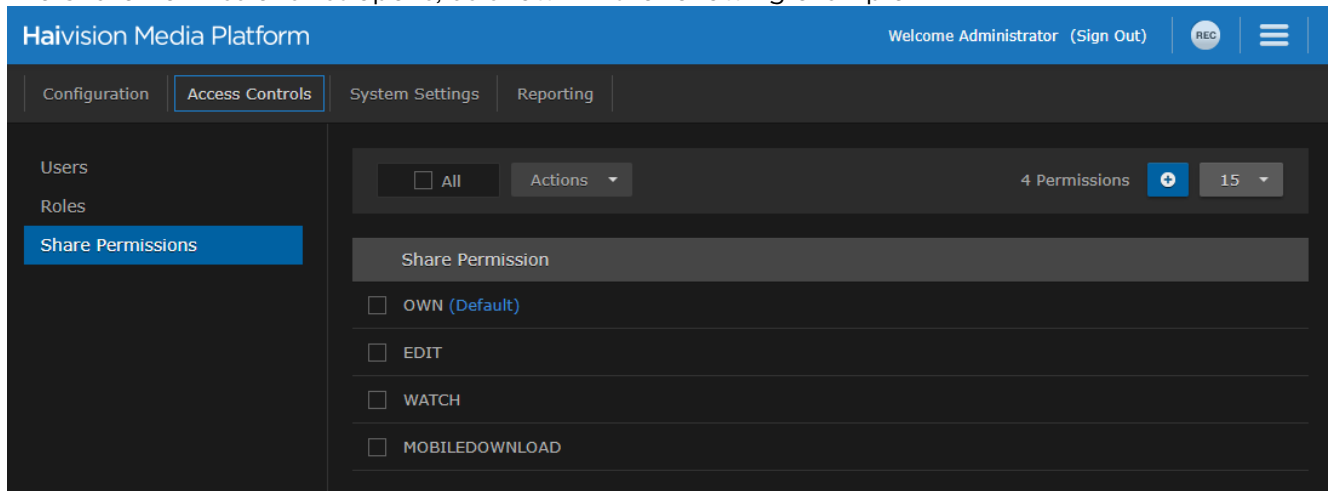 Haivision Media Platform
Welcome Administrator (Sign Out)
REC
Configuration
Access Controls
System Settings
Reporting
Users
Roles
Share Permissions
All
Actions
4 Permissions
15
Share Permission
OWN (Default)
EDIT
WATCH
MOBILEDOWNLOAD